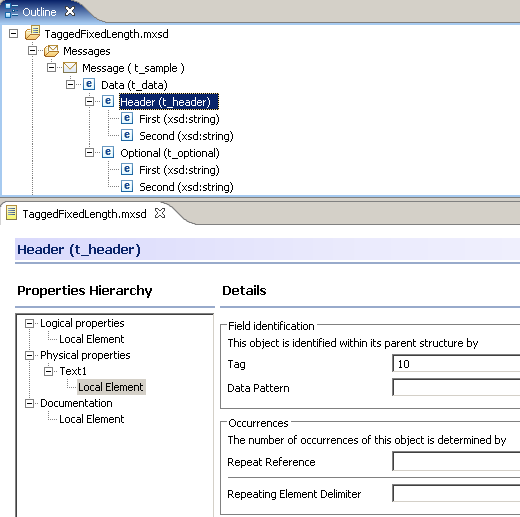 Outline
TaggedFixedLength.mxsd
Messages
Message ( t_sample )
Data (t_data)
Header (t_header)
First (xsd:string)
Second (xsd:string)
Optional (t_optional)
First (xsd:string)
Second (xsd:string)
TaggedFixedLength.mxsd
Header (t_header)
Properties Hierarchy
Logical properties
Local Element
Physical properties
Text1
Local Element
Documentation
Local Element
Details
Field identification
This object is identified within its parent structure by
Tag 10
Data Pattern
Occurrences
The number of occurrences of this object is determined by
Repeat Reference
Repeating Element Delimiter